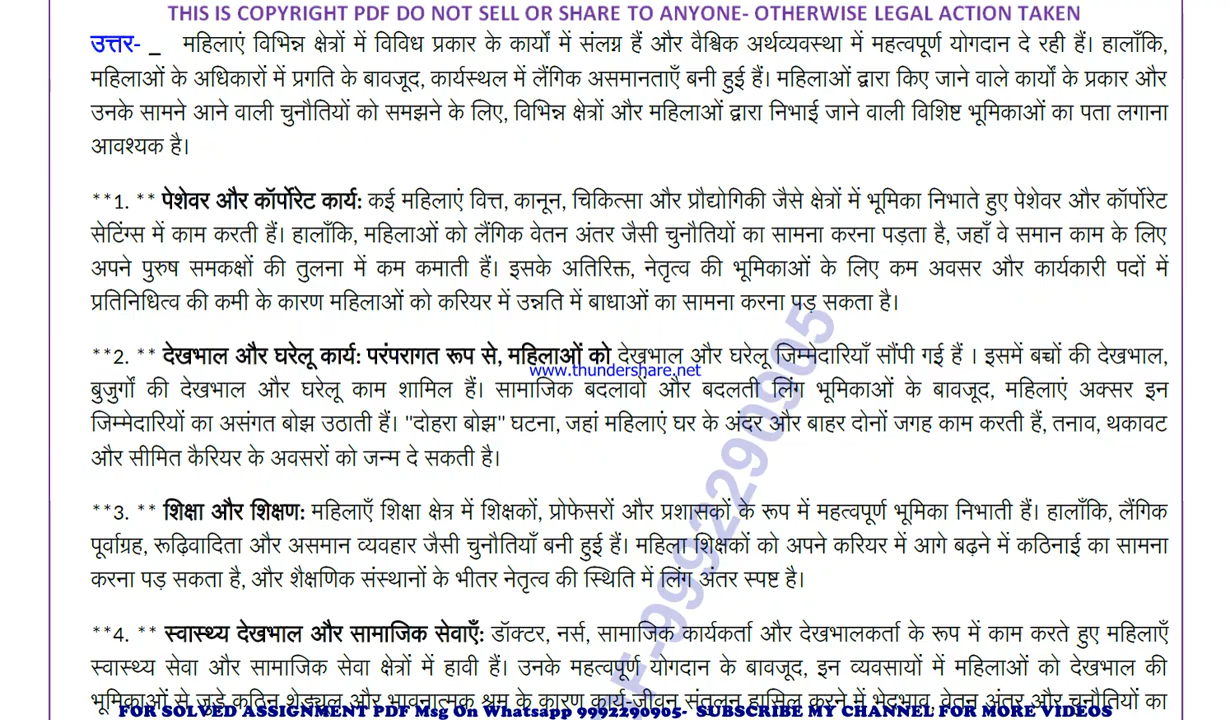 THIS IS COPYRIGHT PDF DO NOT SELL OR SHARE TO ANYONE- OTHERWISE LEGAL ACTION TAKEN
उत्तर- _ महिलाएं विभिन्न क्षेत्रों में विविध प्रकार के कार्यों में संलग्न हैं और वैश्विक अर्थव्यवस्था में महत्वपूर्ण योगदान दे रही हैं। हालाँकि,
महिलाओं के अधिकारों में प्रगति के बावजूद, कार्यस्थल में लैंगिक असमानताएँ बनी हुई हैं। महिलाओं द्वारा किए जाने वाले कार्यों के प्रकार और
उनके सामने आने वाली चुनौतियों को समझने के लिए, विभिन्न क्षेत्रों और महिलाओं द्वारा निभाई जाने वाली विशिष्ट भूमिकाओं का पता लगाना
आवश्यक है।
**1. ** पेशेवर और कॉर्पोरेट कार्य: कई महिलाएं वित्त, कानून, चिकित्सा और प्रौद्योगिकी जैसे क्षेत्रों में भूमिका निभाते हुए पेशेवर और कॉर्पोरेट
सेटिंग्स में काम करती हैं। हालाँकि, महिलाओं को लैंगिक वेतन अंतर जैसी चुनौतियों का सामना करना पड़ता है, जहाँ वे समान काम के लिए
अपने पुरुष समकक्षों की तुलना में कम कमाती हैं। इसके अतिरिक्त, नेतृत्व की भूमिकाओं के लिए कम अवसर और कार्यकारी पदों में
प्रतिनिधित्व की कमी के कारण महिलाओं को करियर में उन्नति में बाधाओं का सामना करना पड़ सकता है।
**2. ** देखभाल और घरेलू कार्य: परंपरागत रूप से, महिलाओं को देखभाल और घरेलू जिम्मेदारियाँ सौंपी गई हैं । इसमें बच्चों की देखभाल,
www.thundershare.net
बुजुर्गों की देखभाल और घरेलू काम शामिल हैं। सामाजिक बदलावों और बदलती लिंग भूमिकाओं के बावजूद, महिलाएं अक्सर इन
जिम्मेदारियों का असंगत बोझ उठाती हैं। "दोहरा बोझ" घटना, जहां महिलाएं घर के अंदर और बाहर दोनों जगह काम करती हैं, तनाव, थकावट
और सीमित कैरियर के अवसरों को जन्म दे सकती है।
**3. ** शिक्षा और शिक्षण: महिलाएँ शिक्षा क्षेत्र में शिक्षकों, प्रोफेसरों और प्रशासकों के रूप में महत्वपूर्ण भूमिका निभाती हैं। हालाँकि, लैंगिक
पूर्वाग्रह, रूढ़िवादिता और असमान व्यवहार जैसी चुनौतियाँ बनी हुई हैं। महिला शिक्षकों को अपने करियर में आगे बढ़ने में कठिनाई का सामना
करना पड़ सकता है, और शैक्षणिक संस्थानों के भीतर नेतृत्व की स्थिति में लिंग अंतर स्पष्ट है।
**4. ** स्वास्थ्य देखभाल और सामाजिक सेवाएँ: डॉक्टर, नर्स, सामाजिक कार्यकर्ता और देखभालकर्ता के रूप में काम करते हुए महिलाएँ
स्वास्थ्य सेवा और सामाजिक सेवा क्षेत्रों में हावी हैं। उनके महत्वपूर्ण योगदान के बावजूद, इन व्यवसायों में महिलाओं को देखभाल की
भूमिकाओं से जुड़े कठिन शेड्यूल और भावनात्मक श्रम के कारण कार्य-जीवन संतुलन हासिल करने में भेदभाव, वेतन अंतर और चुनौतियों का
FOR SOLVED ASSIGNMENT PDF Msg On Whatsapp 9992290905- SUBSCRIBE MY CHANNEL FOR MORE VIDEOS
F-9992290905